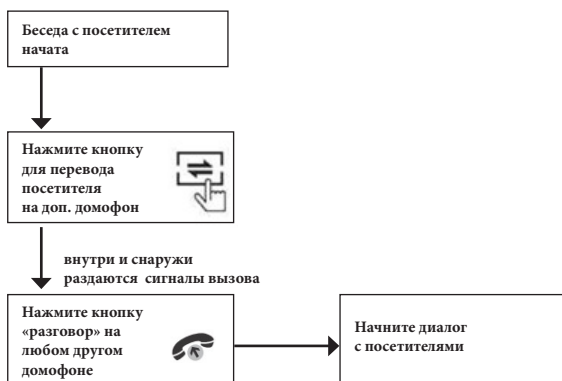 Беседа с посетителем
начата
Нажмите кнопку
для перевода
посетителя
на доп. домофон
внутри и снаружи
раздаются сигналы вызова
Нажмите кнопку
«разговор» на
любом другом
домофоне
Начните диалог
с посетителями